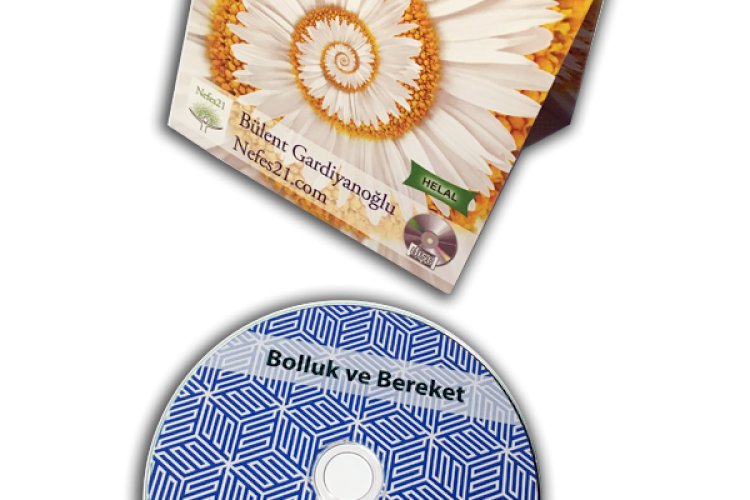 Nefes21
Bülent Gardiyanoğlu
Nefes21.com
HELAL
Bolluk ve Bereket